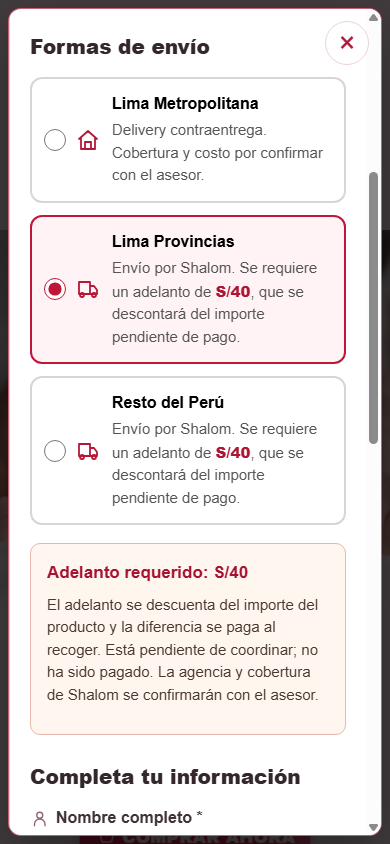 Formas de envío
Lima Metropolitana
Delivery contraentrega.
Cobertura y costo por confirmar
con el asesor.
Lima Provincias
Envío por Shalom. Se requiere
un adelanto de S/40, que se
descontará del importe
pendiente de pago.
Resto del Perú
Envío por Shalom. Se requiere
un adelanto de S/40, que se
descontará del importe
pendiente de pago.
Adelanto requerido: S/40
El adelanto se descuenta del importe del
producto y la diferencia se paga al
recoger. Está pendiente de coordinar; no
ha sido pagado. La agencia y cobertura
de Shalom se confirmarán con el asesor.
Completa tu información
Nombre completo *
COMPRAR AHORA